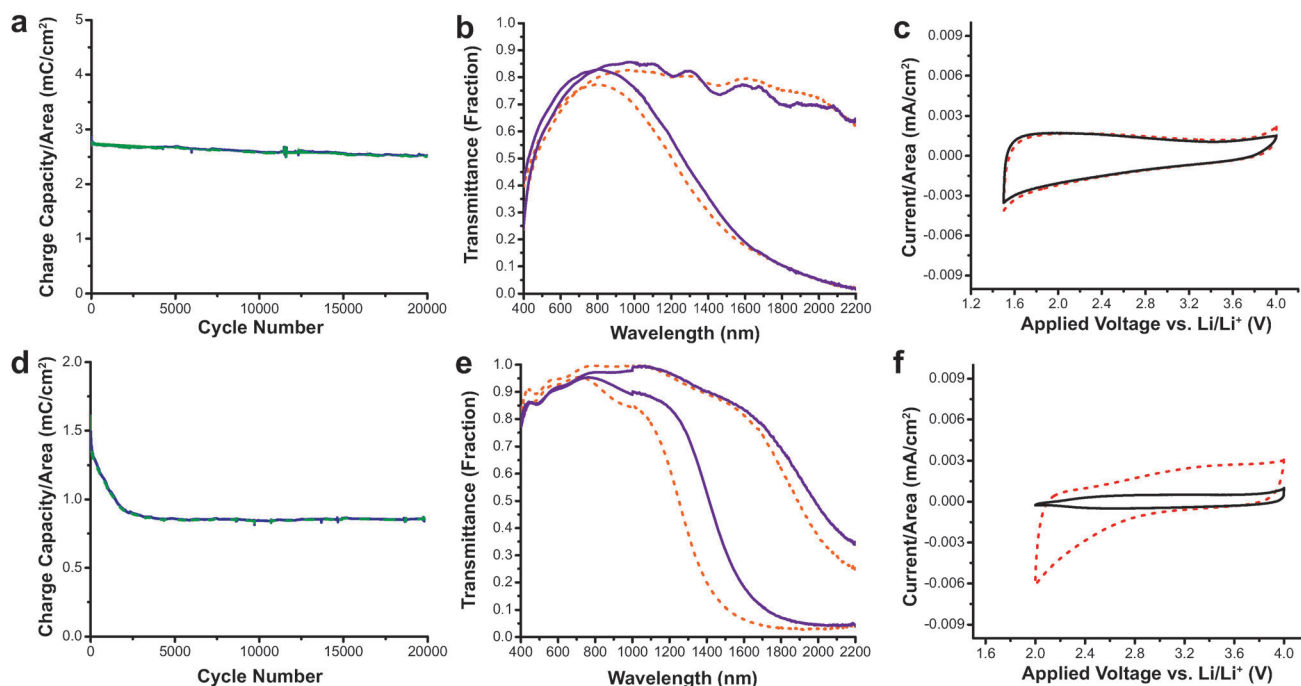 a
Charge Capacity/Area (mC/cm²)
5
4
3
2
1
0
0 5000 10000 15000 20000
Cycle Number
b
Transmittance (Fraction)
1.0
0.9
0.8
0.7
0.6
0.5
0.4
0.3
0.2
0.1
0.0
400 600 800 1000 1200 1400 1600 1800 2000 2200
Wavelength (nm)
c
Current/Area (mA/cm²)
0.009
0.006
0.003
0.000
-0.003
-0.006
-0.009
1.2 1.6 2.0 2.4 2.8 3.2 3.6 4.0
Applied Voltage vs. Li/Li⁺ (V)
d
Charge Capacity/Area (mC/cm²)
2.0
1.5
1.0
0.5
0.0
0 5000 10000 15000 20000
Cycle Number
e
Transmittance (Fraction)
1.0
0.9
0.8
0.7
0.6
0.5
0.4
0.3
0.2
0.1
0.0
400 600 800 1000 1200 1400 1600 1800 2000 2200
Wavelength (nm)
f
Current/Area (mA/cm²)
0.009
0.006
0.003
0.000
-0.003
-0.006
-0.009
1.6 2.0 2.4 2.8 3.2 3.6 4.0
Applied Voltage vs. Li/Li⁺ (V)